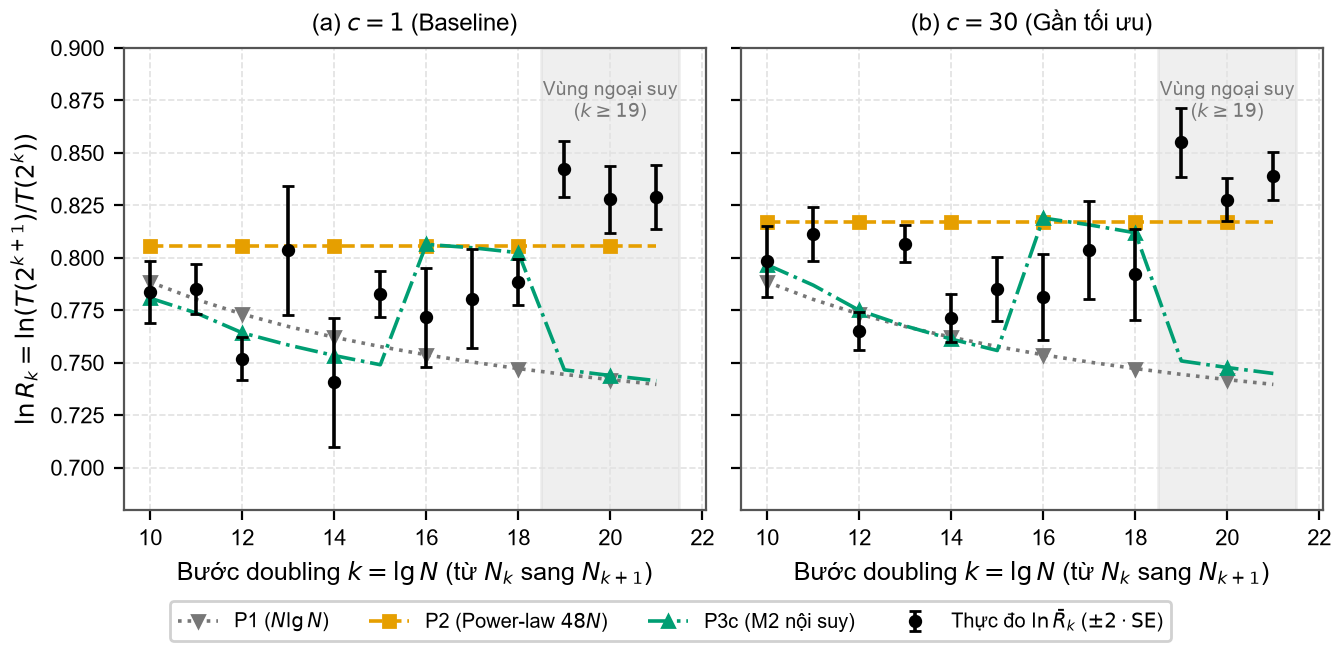 (a) c = 1 (Baseline)
(b) c = 30 (Gần tối ưu)
ln R_k = ln(T(2^{k+1})/T(2^k))
0.900
0.875
0.850
0.825
0.800
0.775
0.750
0.725
0.700
Vùng ngoại suy
(k ≥ 19)
Vùng ngoại suy
(k ≥ 19)
10 12 14 16 18 20 22
10 12 14 16 18 20 22
Bước doubling k = lg N (từ N_k sang N_{k+1})
Bước doubling k = lg N (từ N_k sang N_{k+1})
P1 (N lg N)
P2 (Power-law 48N)
P3c (M2 nội suy)
Thực đo ln R̄_k (±2 · SE)